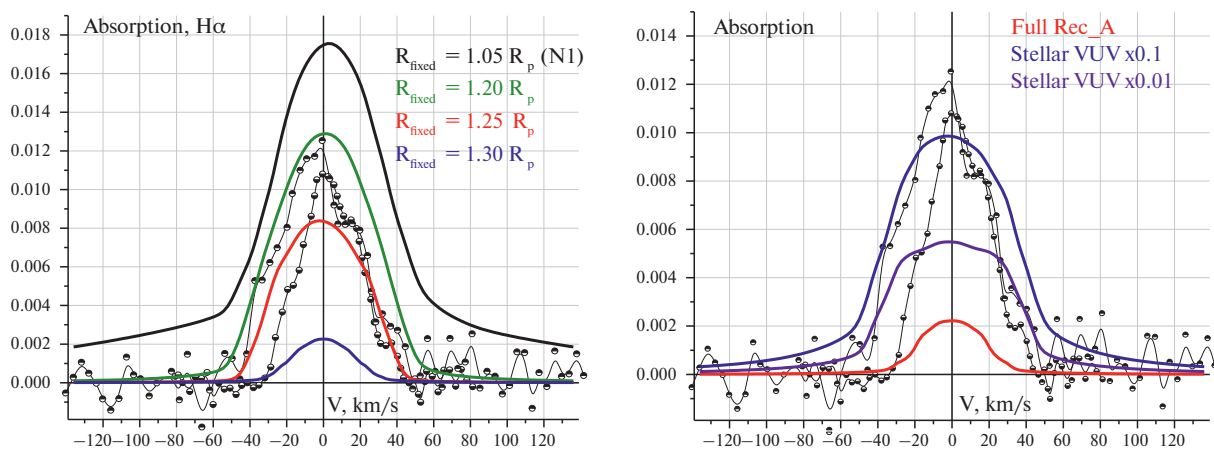 Absorption, Hα
R_fixed = 1.05 R_p (N1)
R_fixed = 1.20 R_p
R_fixed = 1.25 R_p
R_fixed = 1.30 R_p
0.018
0.016
0.014
0.012
0.010
0.008
0.006
0.004
0.002
0.000
V, km/s
−120 −100 −80 −60 −40 −20 0 20 40 60 80 100 120
Absorption
Full Rec_A
Stellar VUV x0.1
Stellar VUV x0.01
0.014
0.012
0.010
0.008
0.006
0.004
0.002
0.000
V, km/s
−120 −100 −80 −60 −40 −20 0 20 40 60 80 100 120